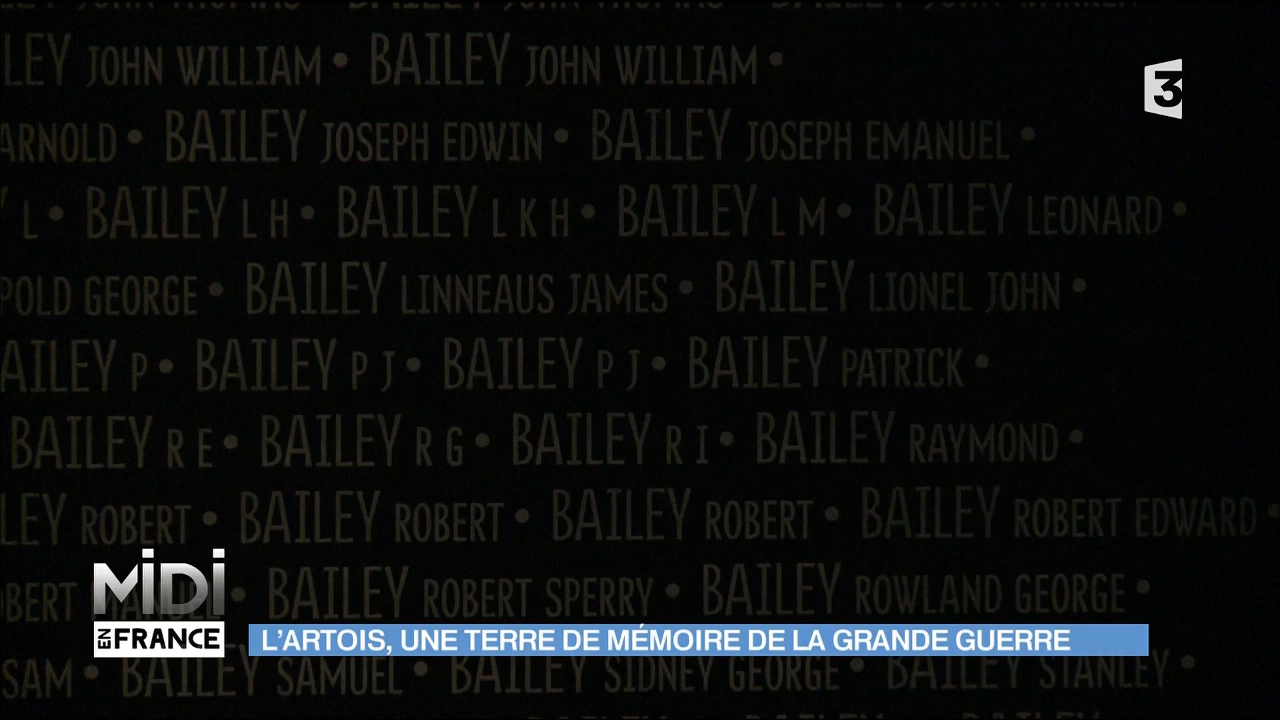 LEY JOHN WILLIAM • BAILEY JOHN WILLIAM •
3
ARNOLD • BAILEY JOSEPH EDWIN • BAILEY JOSEPH EMANUEL •
L • BAILEY L H • BAILEY L K H • BAILEY L M • BAILEY LEONARD •
POLD GEORGE • BAILEY LINNEAUS JAMES • BAILEY LIONEL JOHN •
AILEY P • BAILEY P J • BAILEY P J • BAILEY PATRICK •
BAILEY R E • BAILEY R G • BAILEY R I • BAILEY RAYMOND •
LEY ROBERT • BAILEY ROBERT • BAILEY ROBERT • BAILEY ROBERT EDWARD •
BERT • BAILEY ROBERT SPERRY • BAILEY ROWLAND GEORGE •
MiDi
EN FRANCE
L'ARTOIS, UNE TERRE DE MÉMOIRE DE LA GRANDE GUERRE
SAM • BAILEY SAMUEL • BAILEY SIDNEY GEORGE • BAILEY STANLEY •